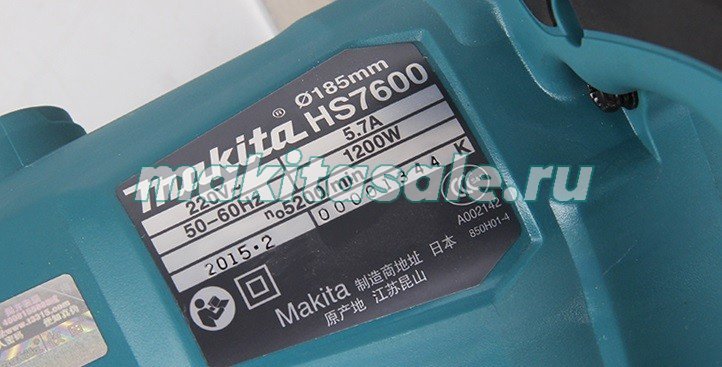 Ø185mm
makita® HS7600
220V 5.7A
50-60Hz 1200W
n₀5200/min
2015·2 K
A002142
850H01-4
Makita 制造商地址 日本
原产地 江苏昆山
makitasale.ru